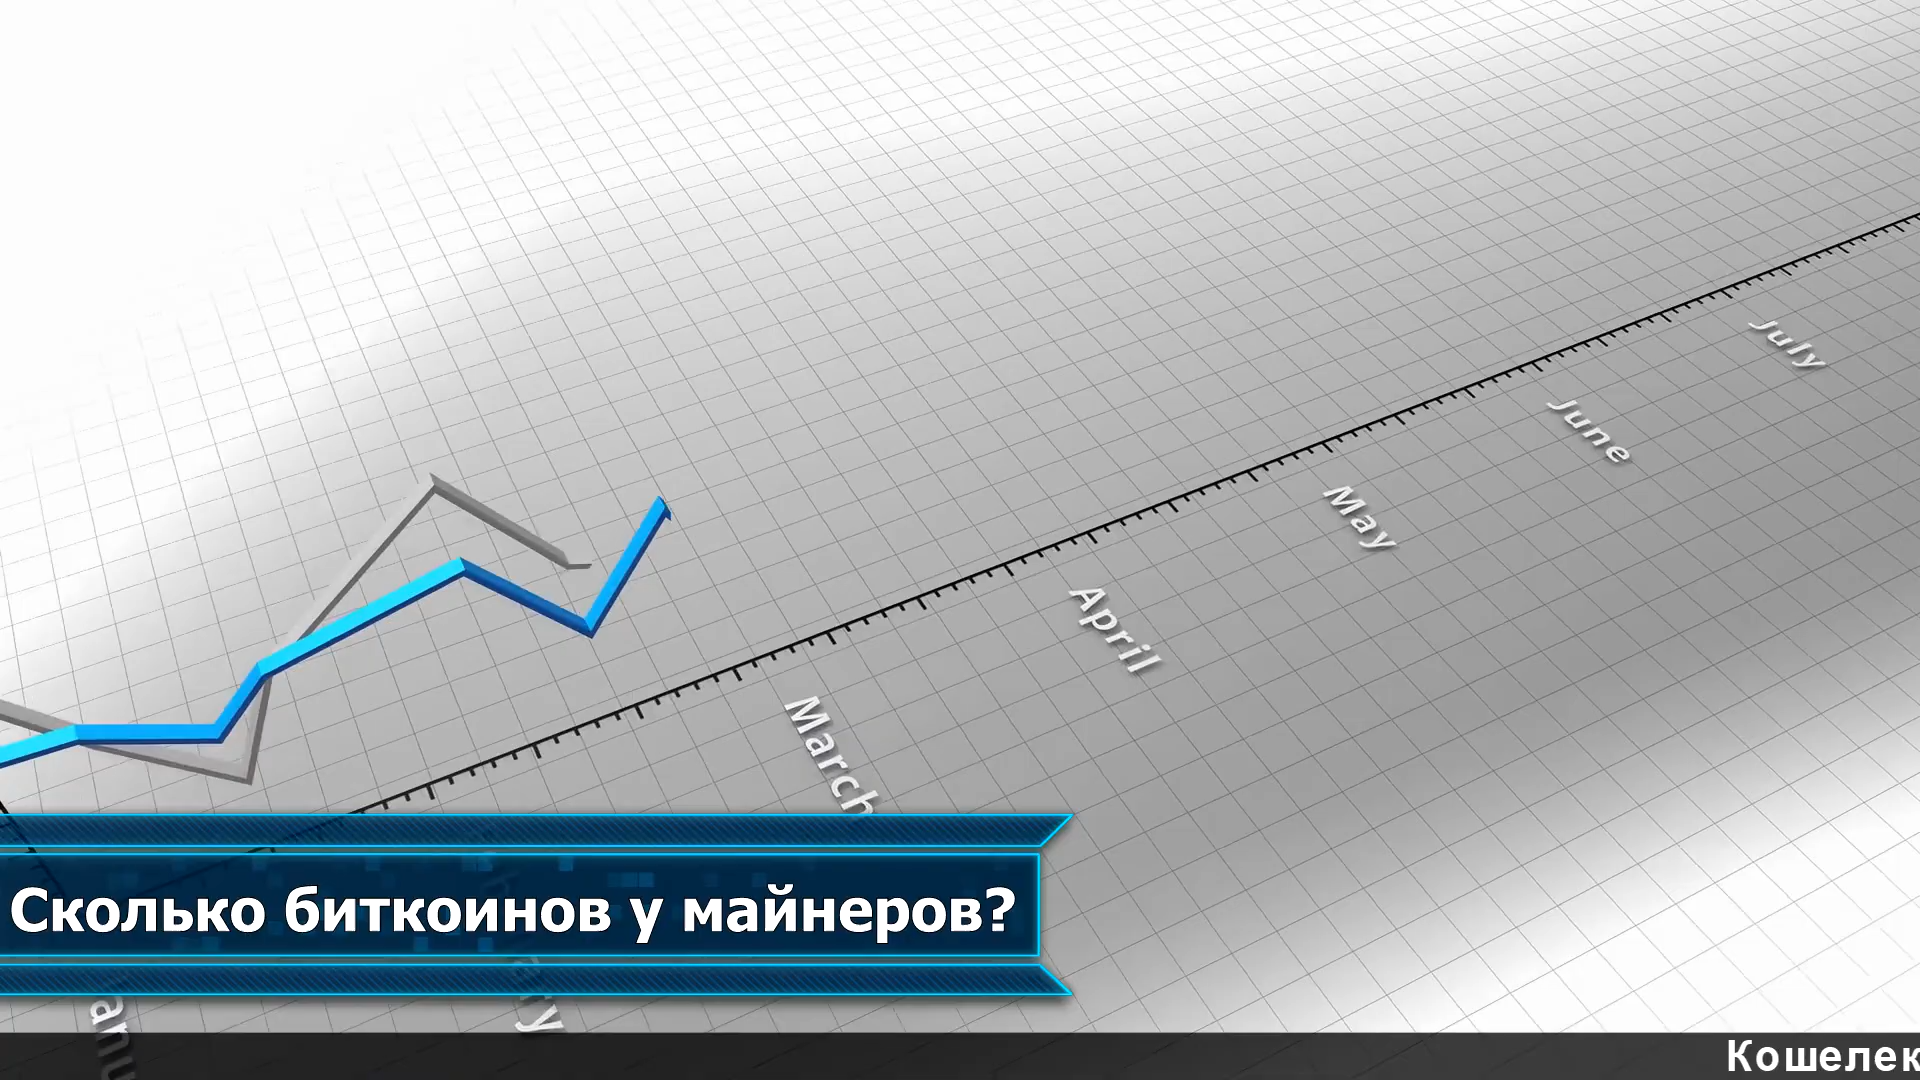 July
June
May
April
March
Сколько биткоинов у майнеров?
Кошелек